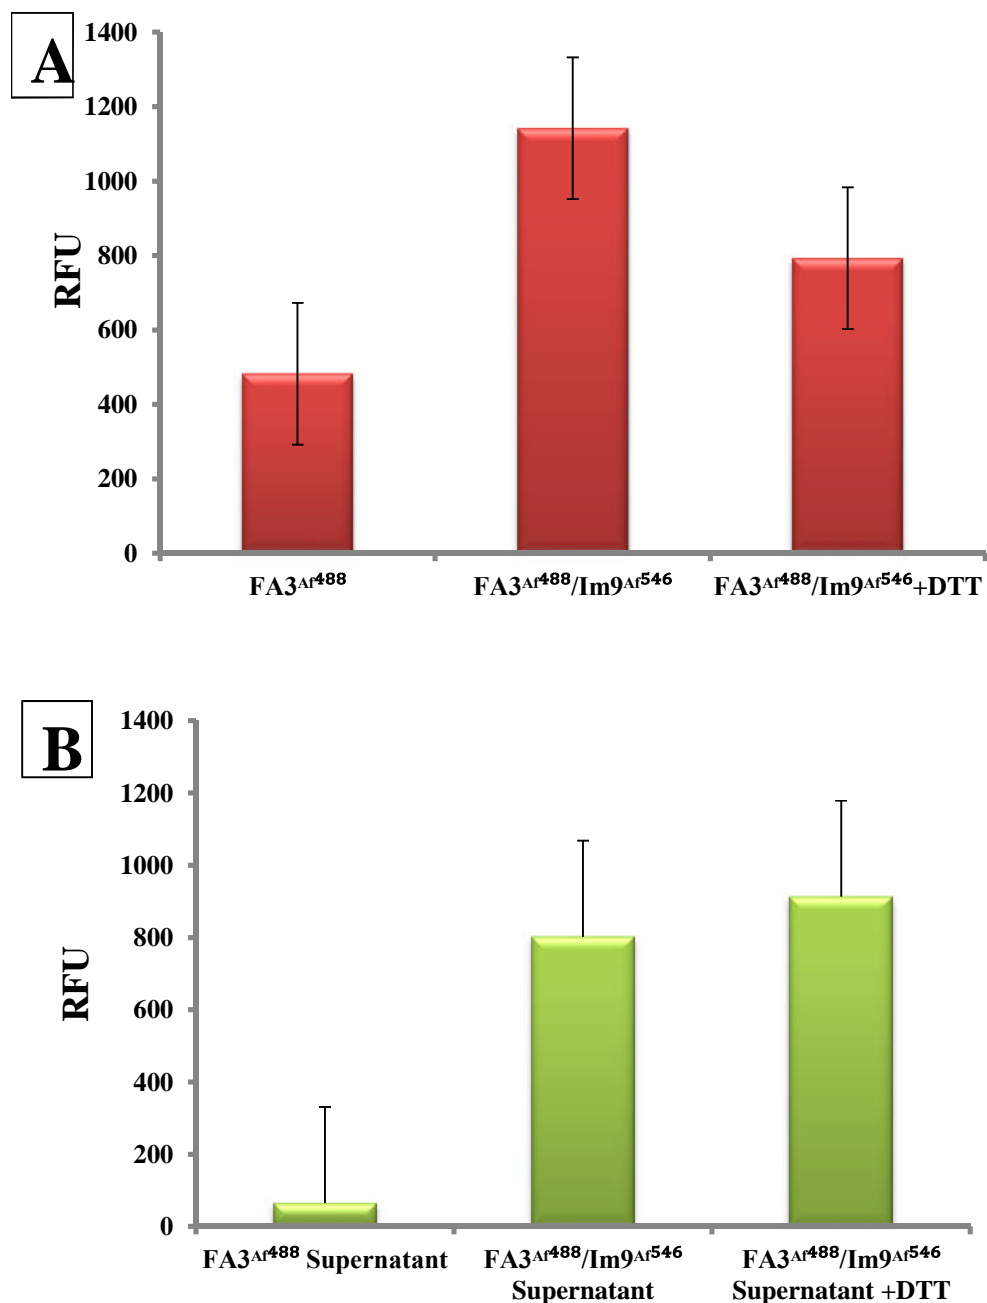 A
1400
1200
1000
800
600
400
200
0
RFU
FA3ᴬᶠ⁴⁸⁸
FA3ᴬᶠ⁴⁸⁸/Im9ᴬᶠ⁵⁴⁶
FA3ᴬᶠ⁴⁸⁸/Im9ᴬᶠ⁵⁴⁶+DTT
B
1400
1200
1000
800
600
400
200
0
RFU
FA3ᴬᶠ⁴⁸⁸ Supernatant
FA3ᴬᶠ⁴⁸⁸/Im9ᴬᶠ⁵⁴⁶
Supernatant
FA3ᴬᶠ⁴⁸⁸/Im9ᴬᶠ⁵⁴⁶
Supernatant +DTT